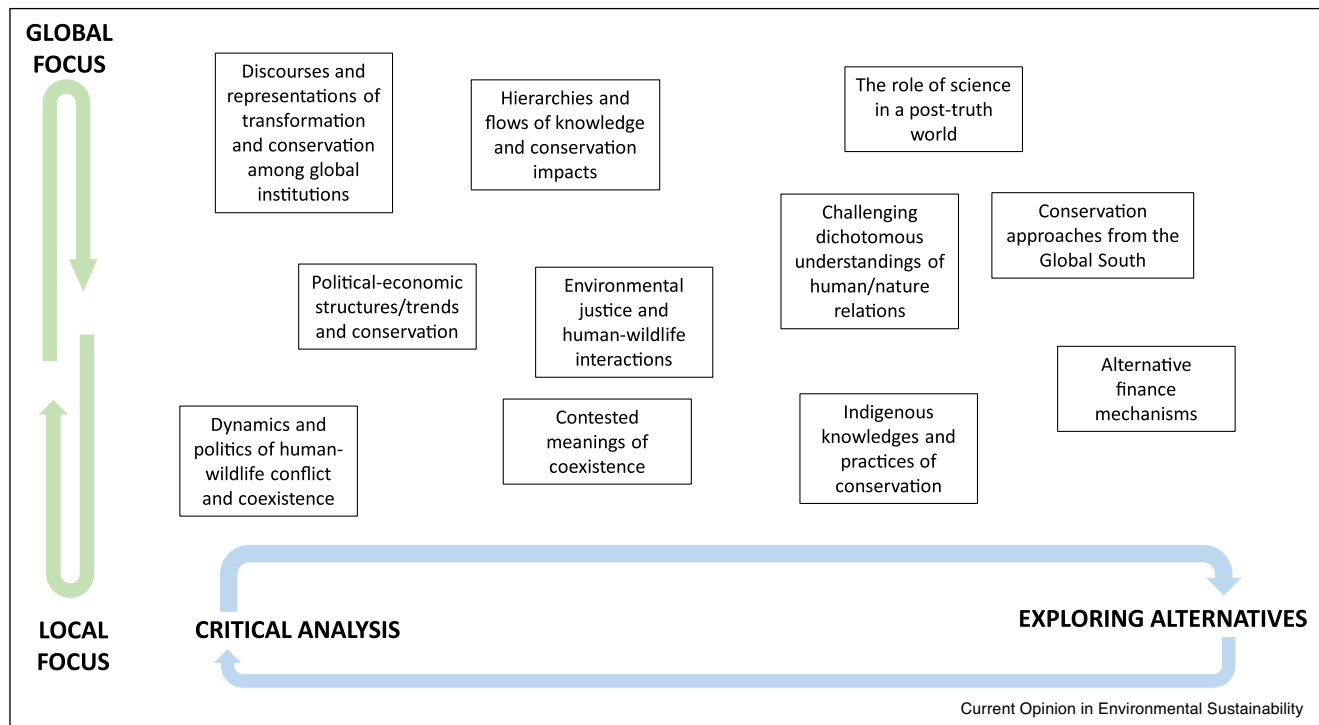 GLOBAL
FOCUS
Discourses and
representations of
transformation
and conservation
among global
institutions
Hierarchies and
flows of knowledge
and conservation
impacts
The role of science
in a post-truth
world
Challenging
dichotomous
understandings of
human/nature
relations
Conservation
approaches from the
Global South
Political-economic
structures/trends
and conservation
Environmental
justice and
human-wildlife
interactions
Alternative
finance
mechanisms
Dynamics and
politics of human-
wildlife conflict
and coexistence
Contested
meanings of
coexistence
Indigenous
knowledges and
practices of
conservation
LOCAL
FOCUS
CRITICAL ANALYSIS
EXPLORING ALTERNATIVES
Current Opinion in Environmental Sustainability